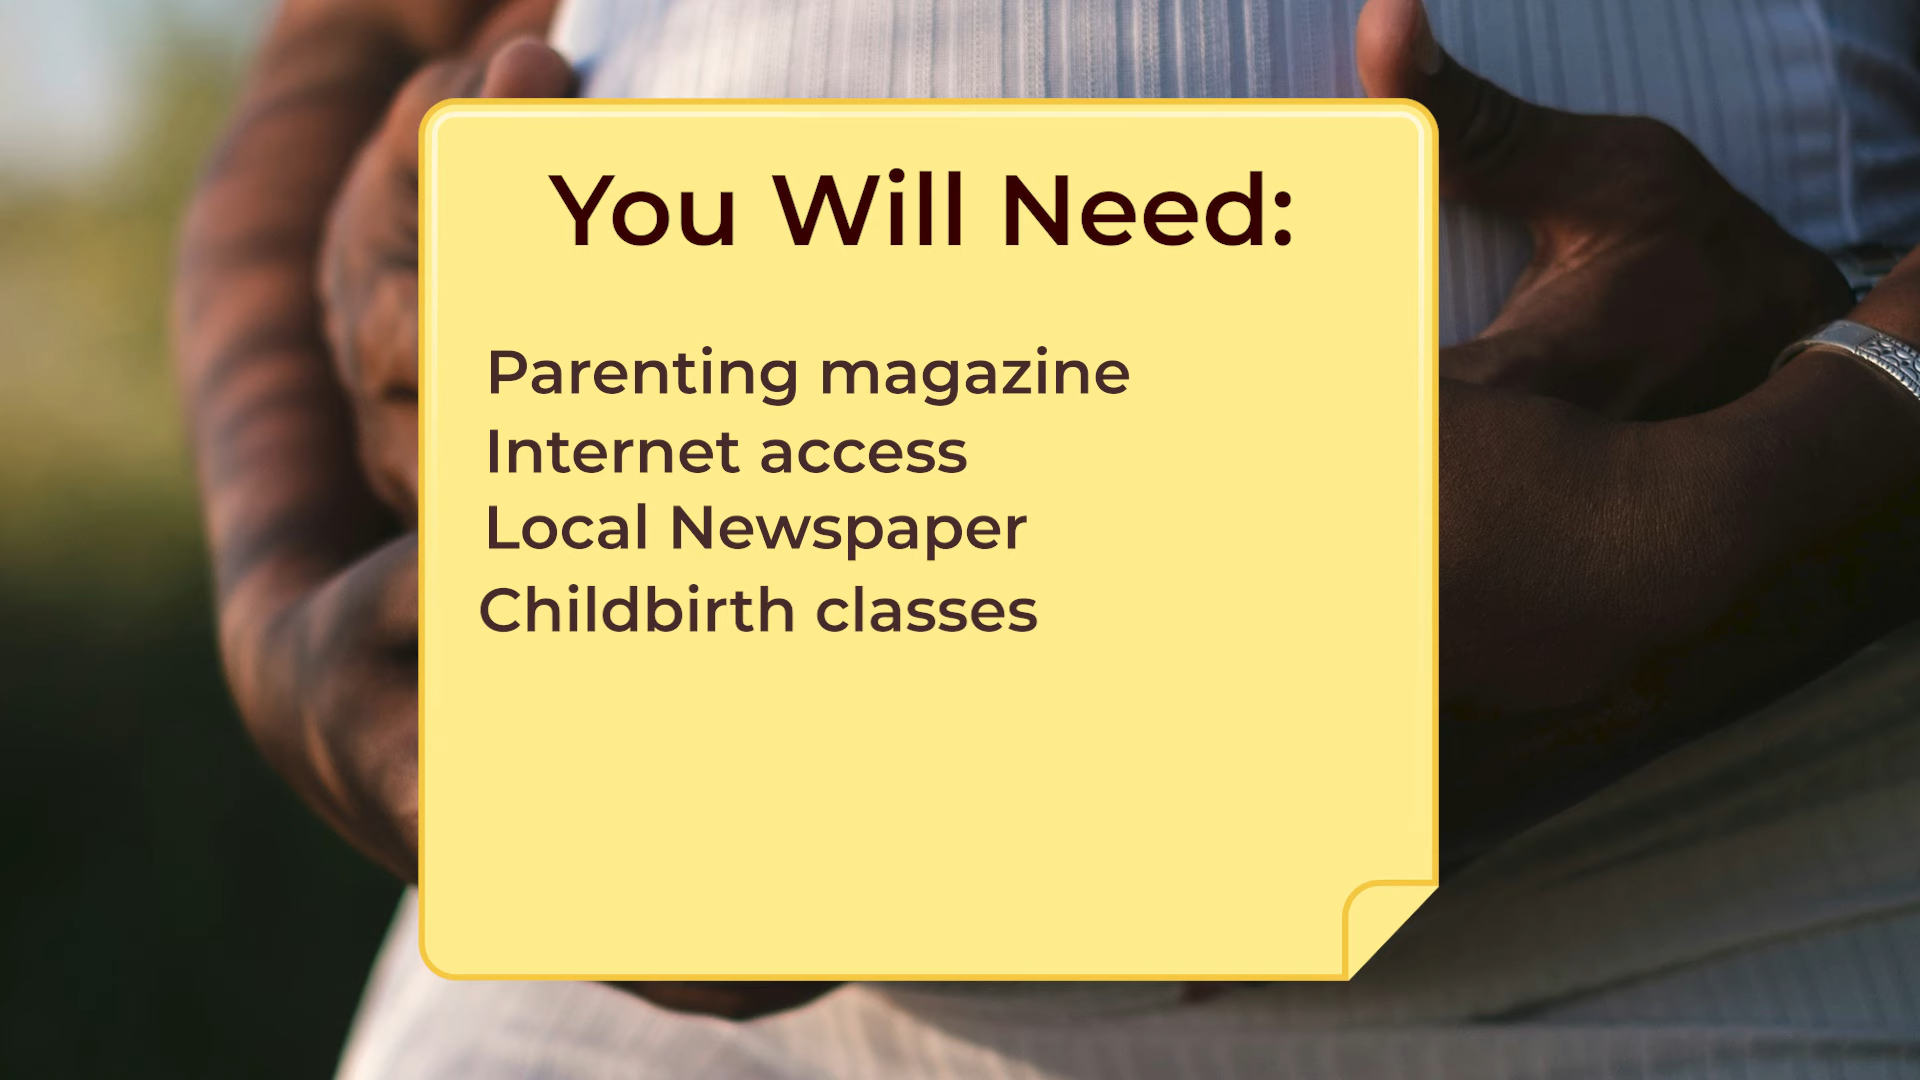 You Will Need:
Parenting magazine
Internet access
Local Newspaper
Childbirth classes